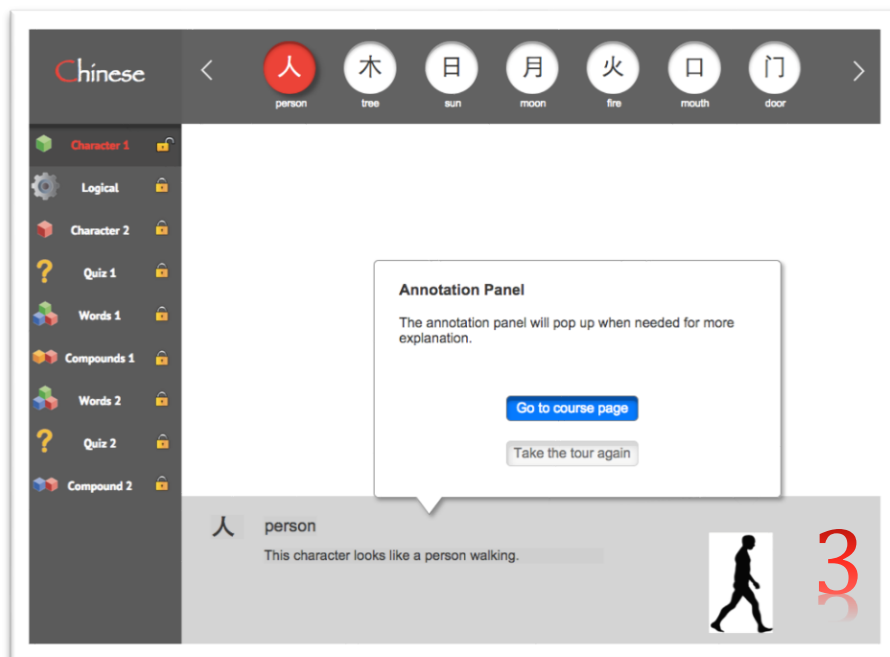 Chinese
人 木 日 月 火 口 门
person tree sun moon fire mouth door
Character 1
Logical
Character 2
Quiz 1
Words 1
Compounds 1
Words 2
Quiz 2
Compound 2
Annotation Panel
The annotation panel will pop up when needed for more
explanation.
Go to course page
Take the tour again
人 person
This character looks like a person walking.
3